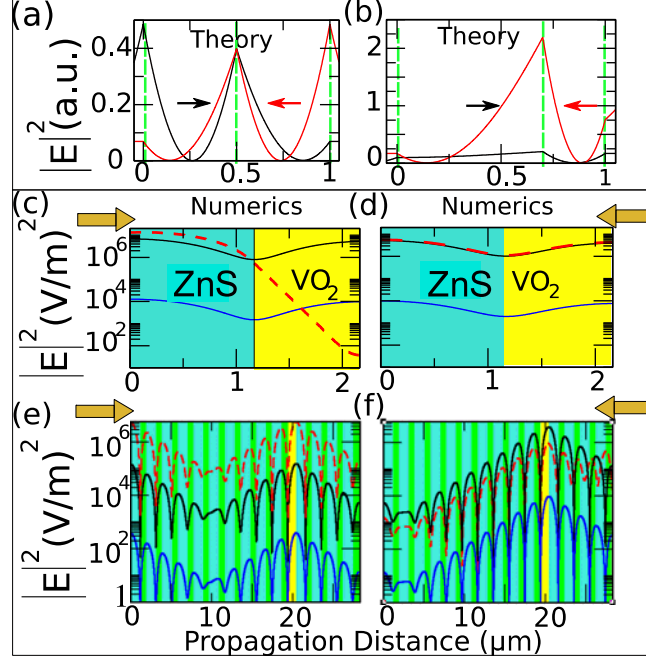 (a) (b)
|E|² (a.u.)
0.4
0.2
0
Theory
0 0.5 1
2
1
0
Theory
0 0.5 1
(c) Numerics (d) Numerics
|E|² (V/m)²
10⁶
10⁴
10²
ZnS VO₂
ZnS VO₂
0 1 2
0 1 2
(e) (f)
|E|² (V/m)²
10⁶
10⁴
10²
1
0 10 20
0 10 20
Propagation Distance (μm)